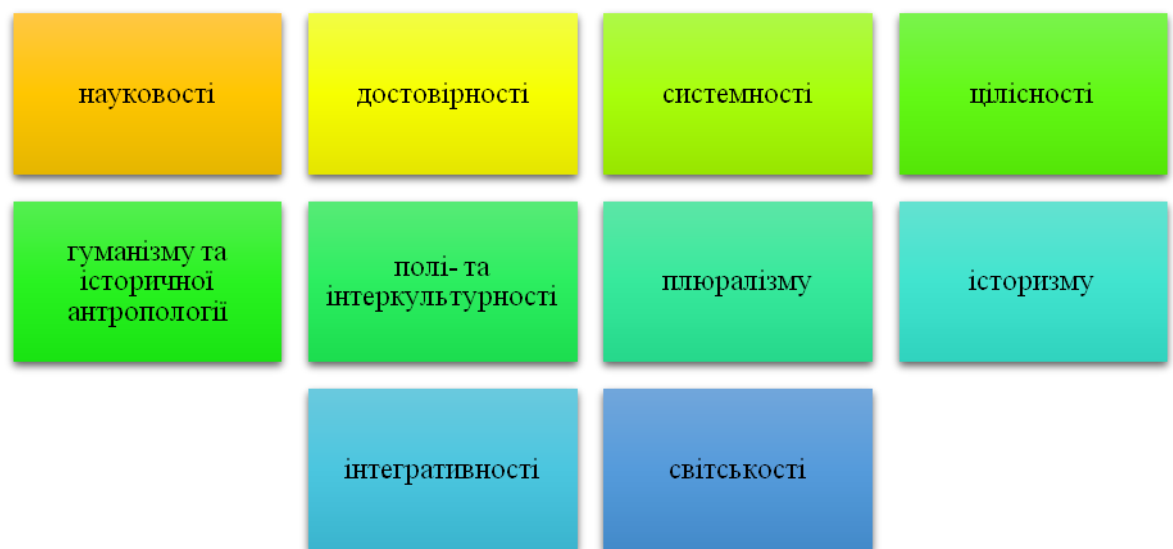 науковості
достовірності
системності
цілісності
гуманізму та
історичної
антропології
полі- та
інтеркультурності
плюралізму
історизму
інтегративності
світськості